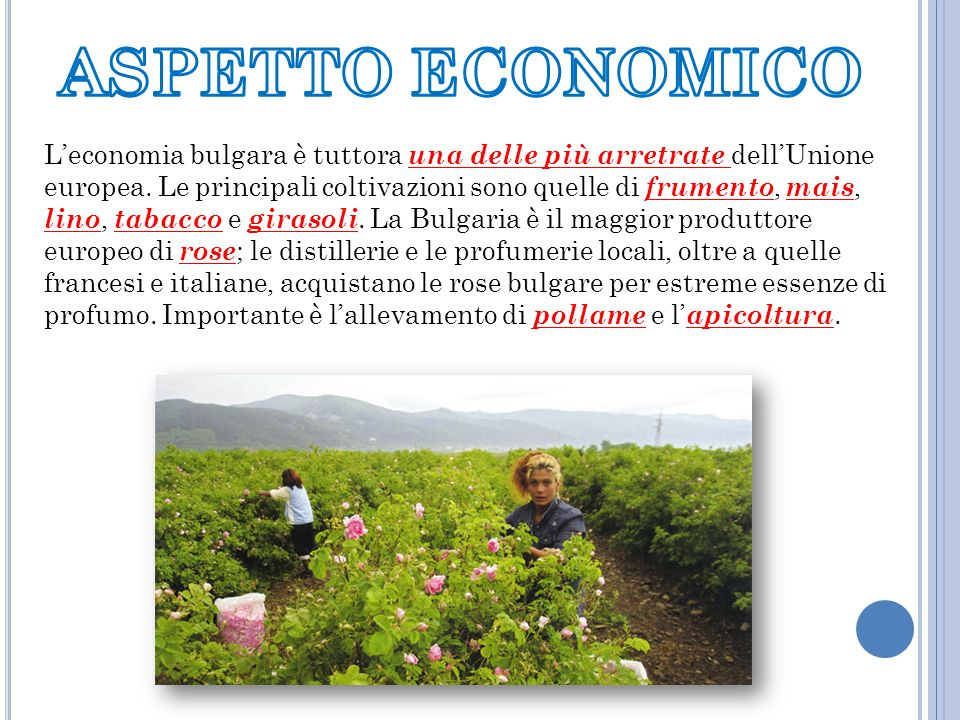 ASPETTO ECONOMICO
L’economia bulgara è tuttora una delle più arretrate dell’Unione
europea. Le principali coltivazioni sono quelle di frumento, mais,
lino, tabacco e girasoli. La Bulgaria è il maggior produttore
europeo di rose; le distillerie e le profumerie locali, oltre a quelle
francesi e italiane, acquistano le rose bulgare per estreme essenze di
profumo. Importante è l’allevamento di pollame e l’apicoltura.